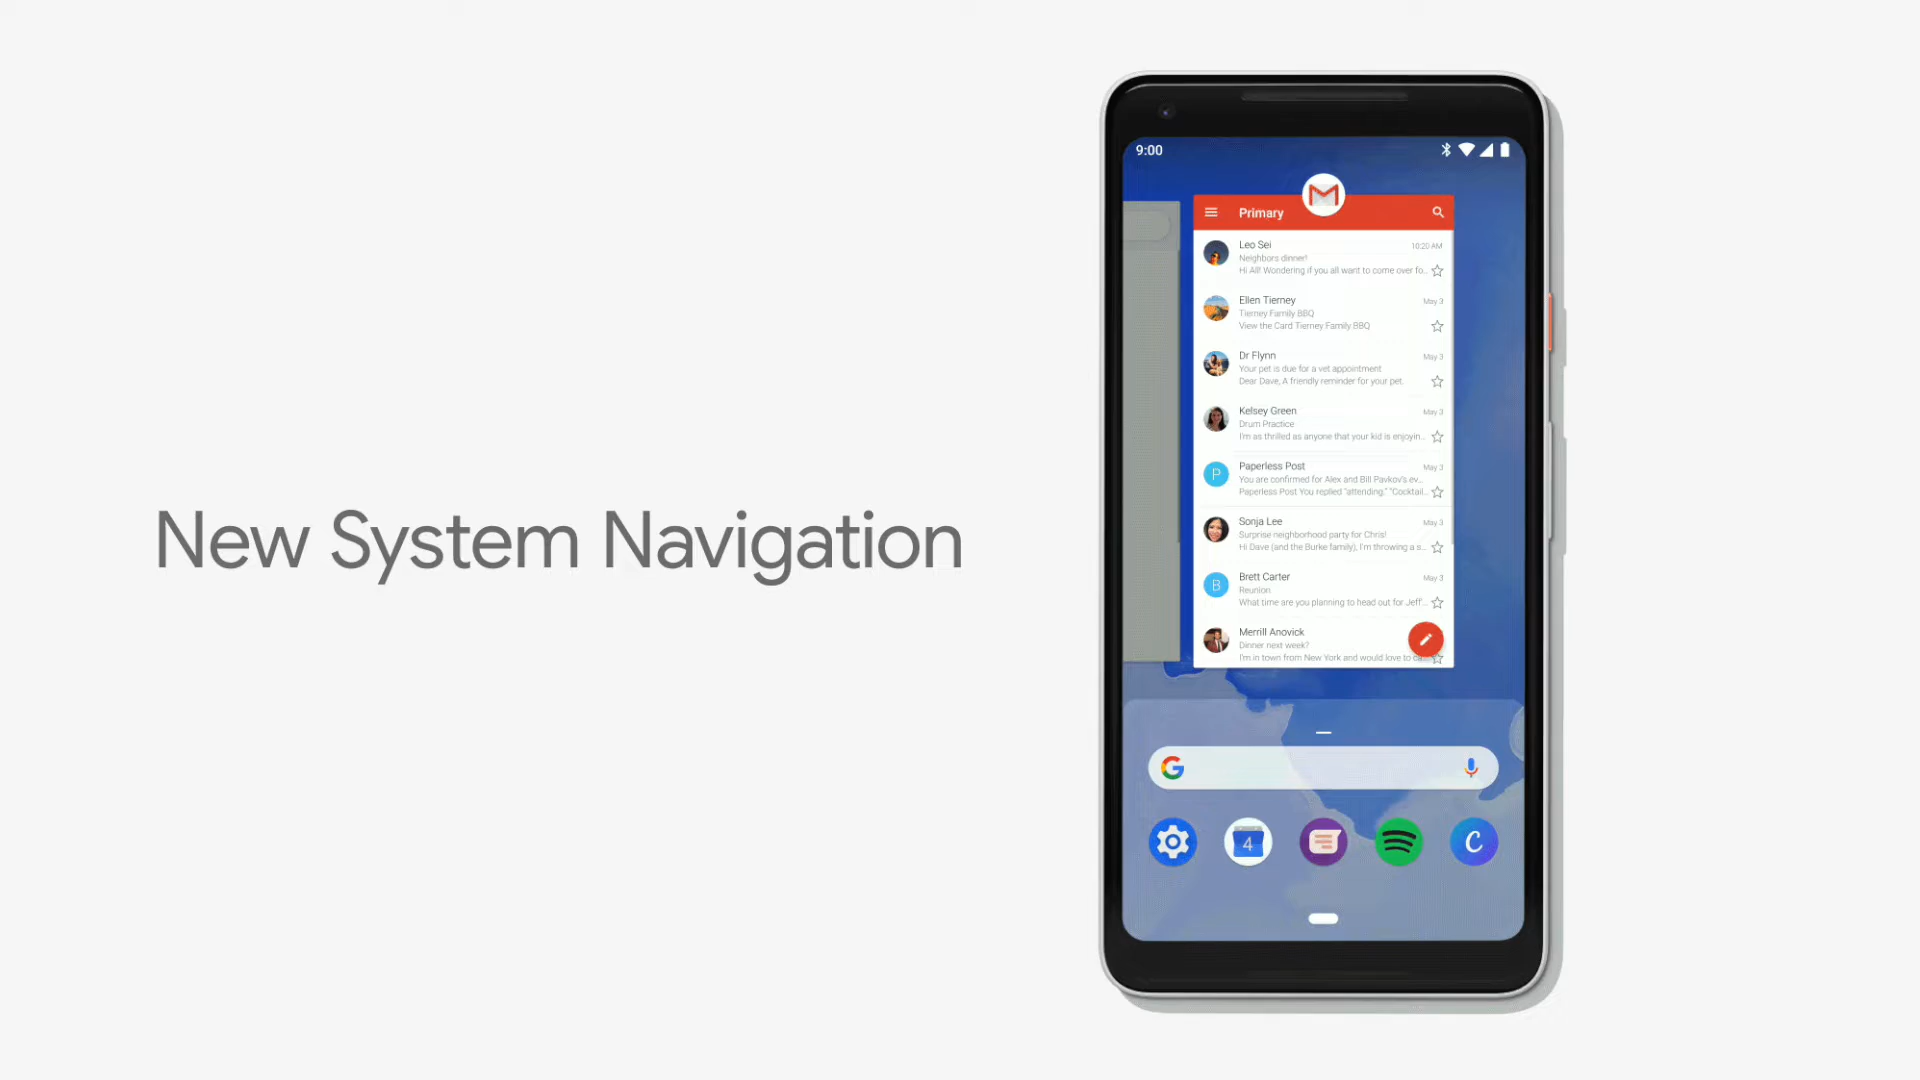 New System Navigation
9:00
Primary
Leo Sei
10:20 AM
Neighbors dinner!
Hi All! Wondering if you all want to come over fo...
Ellen Tierney
May 3
Tierney Family BBQ
View the Card Tierney Family BBQ
Dr Flynn
May 3
Your pet is due for a vet appointment
Dear Dave, A friendly reminder for your pet.
Kelsey Green
May 3
Drum Practice
I'm as thrilled as anyone that your kid is enjoyin...
P
Paperless Post
May 3
You are confirmed for Alex and Bill Pavkov's ev...
Paperless Post You replied "attending." "Cocktail...
Sonja Lee
May 3
Surprise neighborhood party for Chris!
Hi Dave (and the Burke family), I'm throwing a s...
B
Brett Carter
May 3
Reunion
What time are you planning to head out for Jeff'...
Merrill Anovick
Dinner next week?
I'm in town from New York and would love to
G
4
C